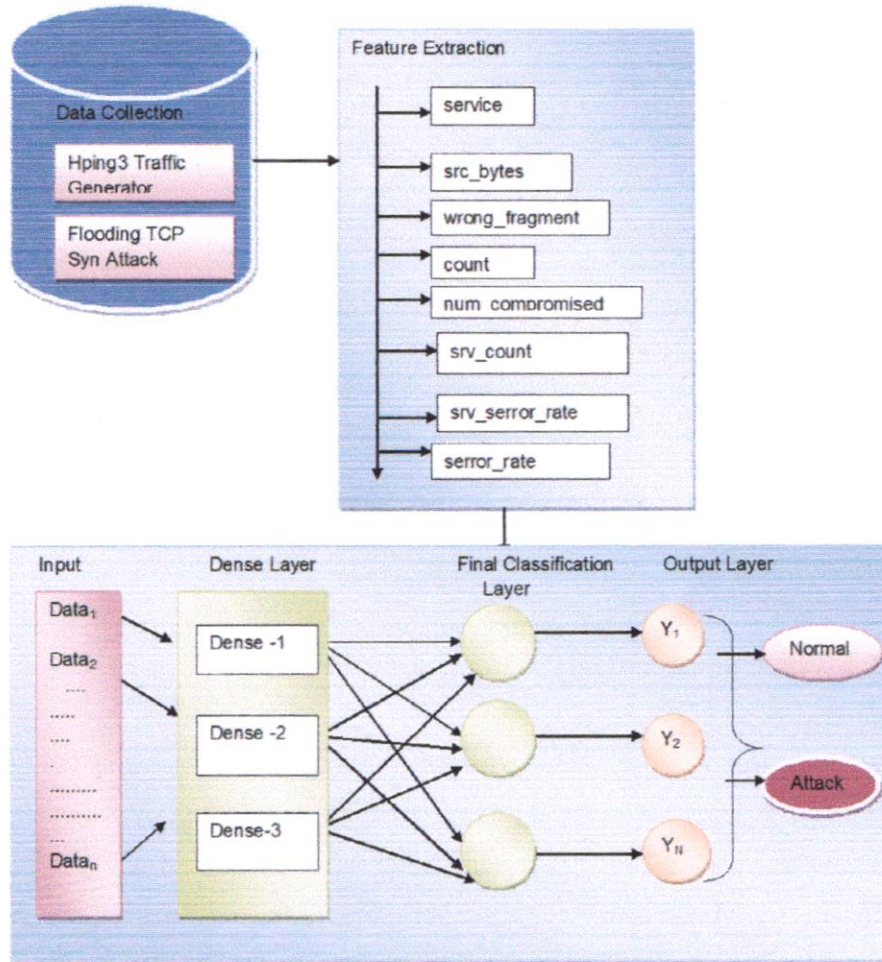 Data Collection
Hping3 Traffic
Generator
Flooding TCP
Syn Attack
Feature Extraction
service
src_bytes
wrong_fragment
count
num_compromised
srv_count
srv_serror_rate
serror_rate
Input
Data₁
Data₂
....
.....
....
.
.........
..........
...
Dataₙ
Dense Layer
Dense -1
Dense -2
Dense-3
Final Classification
Layer
Output Layer
Y₁
Y₂
Y_N
Normal
Attack